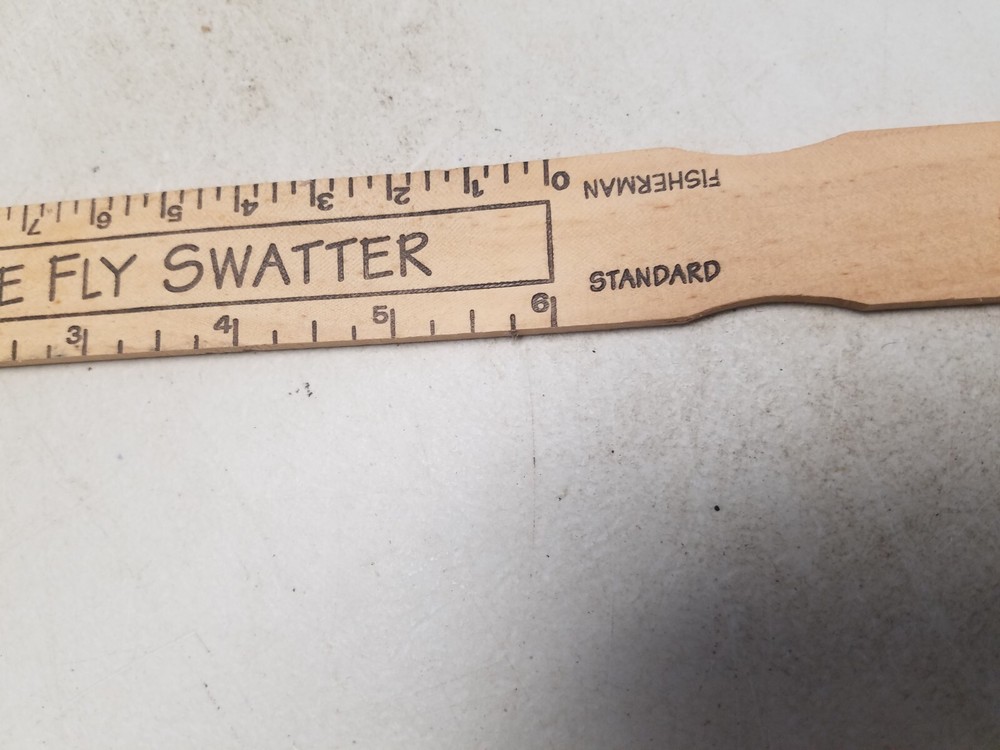 7 6 5 4 3 2 1 0 FISHERMAN
E FLY SWATTER
STANDARD
3 4 5 6